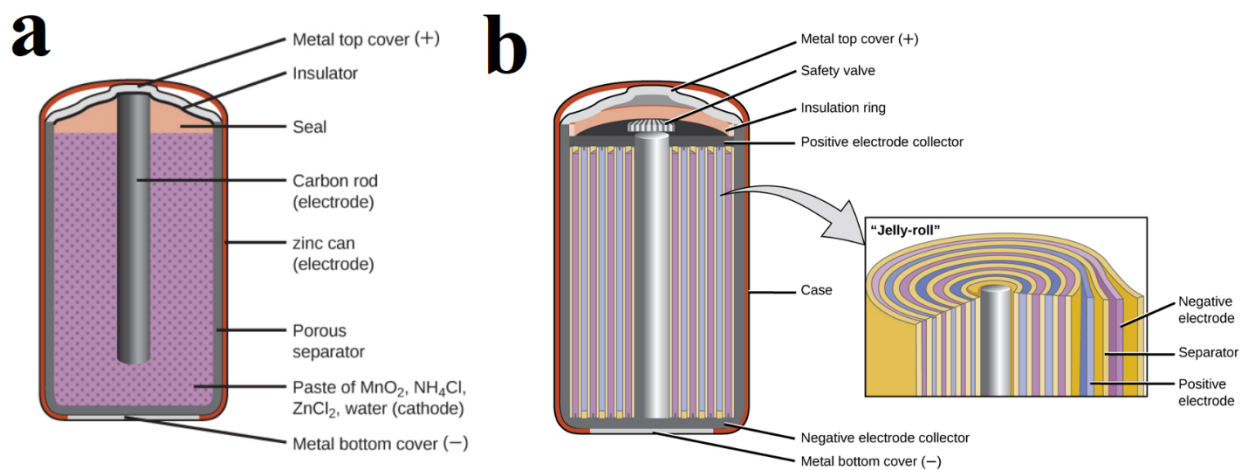 a
Metal top cover (+)
Insulator
Seal
Carbon rod
(electrode)
zinc can
(electrode)
Porous
separator
Paste of MnO₂, NH₄Cl,
ZnCl₂, water (cathode)
Metal bottom cover (−)
b
Metal top cover (+)
Safety valve
Insulation ring
Positive electrode collector
"Jelly-roll"
Case
Negative
electrode
Separator
Positive
electrode
Negative electrode collector
Metal bottom cover (−)